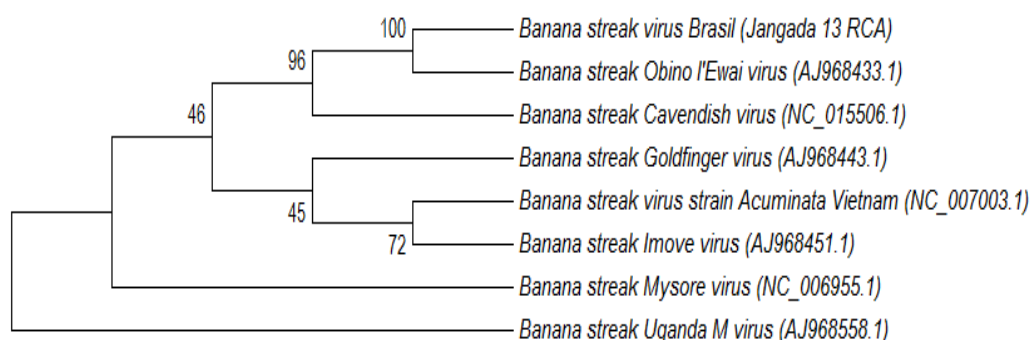 100
Banana streak virus Brasil (Jangada 13 RCA)
96
Banana streak Obino l'Ewai virus (AJ968433.1)
46
Banana streak Cavendish virus (NC_015506.1)
Banana streak Goldfinger virus (AJ968443.1)
45
Banana streak virus strain Acuminata Vietnam (NC_007003.1)
72
Banana streak Imove virus (AJ968451.1)
Banana streak Mysore virus (NC_006955.1)
Banana streak Uganda M virus (AJ968558.1)